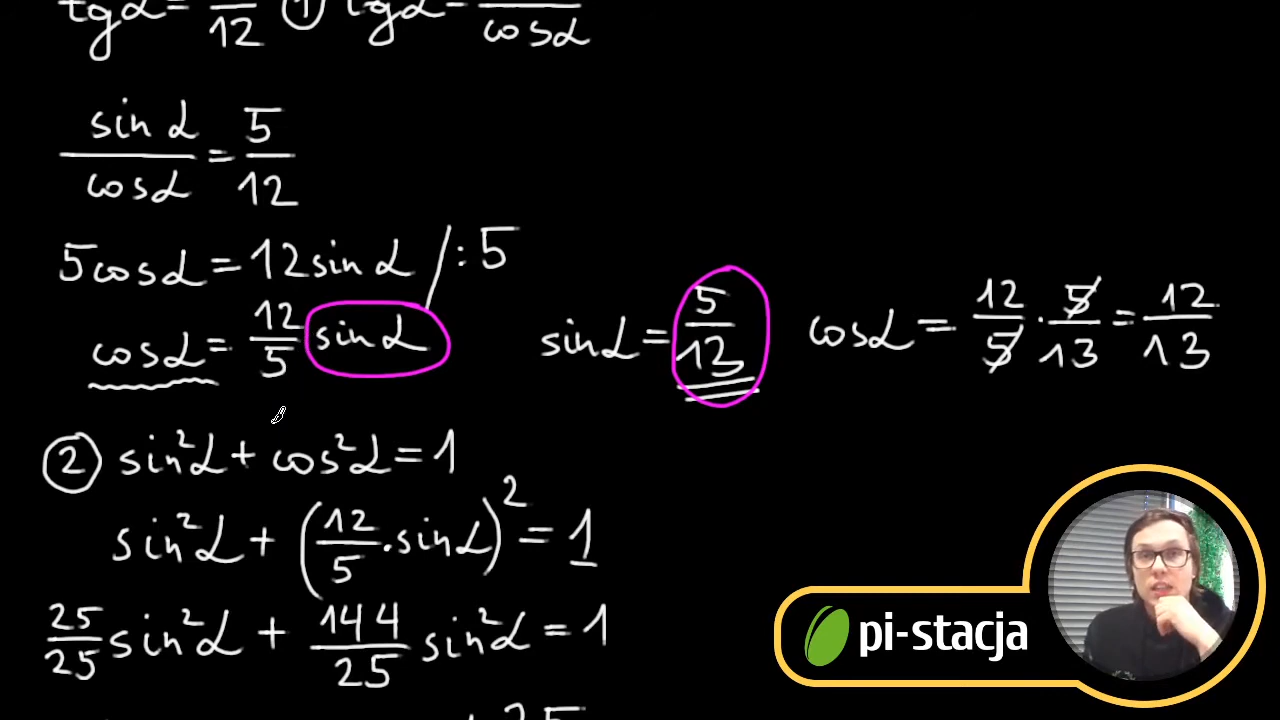 tgα = /12 ① tgα = /cosα
sinα/cosα = 5/12
5cosα = 12sinα /:5
cosα = 12/5 sinα
sinα = 5/13
cosα = 12/5 · 5/13 = 12/13
② sin²α + cos²α = 1
sin²α + (12/5 · sinα)² = 1
25/25 sin²α + 144/25 sin²α = 1
pi-stacja